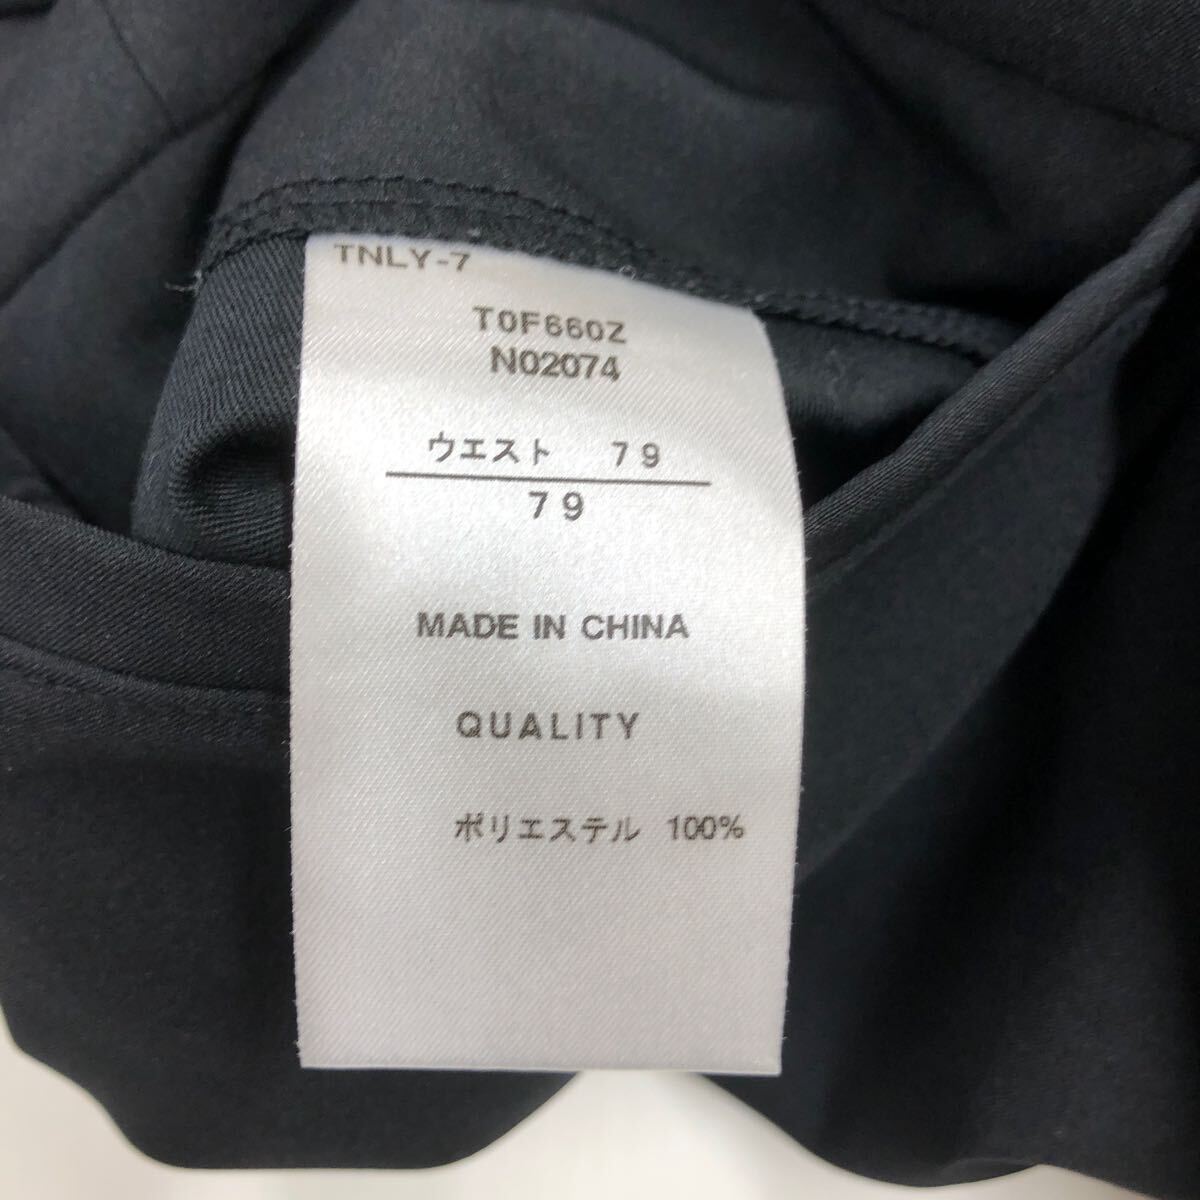 TNLY-7
T0F660Z
N02074
ウエスト 79
79
MADE IN CHINA
QUALITY
ポリエステル 100%